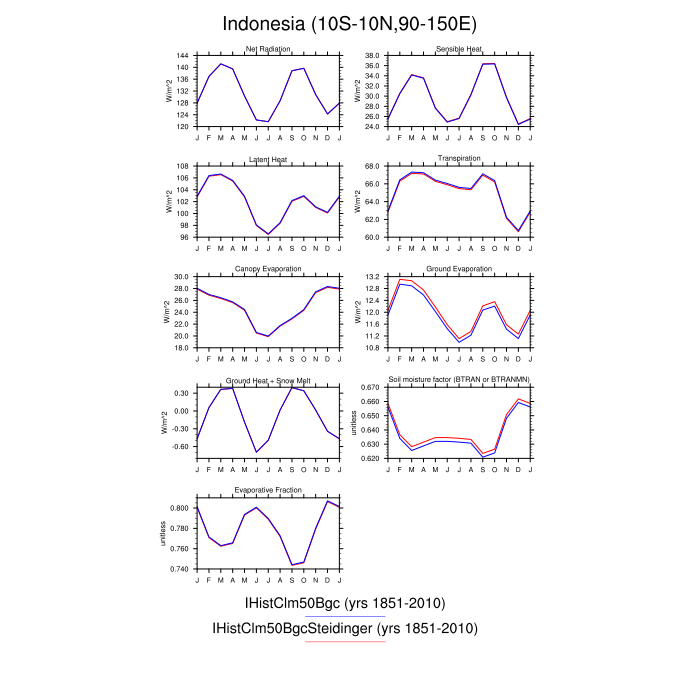 Indonesia (10S-10N,90-150E)
Net Radiation
W/m^2
144
140
136
132
128
124
120
J F M A M J J A S O N D J
Sensible Heat
W/m^2
38.0
36.0
34.0
32.0
30.0
28.0
26.0
24.0
J F M A M J J A S O N D J
Latent Heat
W/m^2
108
106
104
102
100
98
96
J F M A M J J A S O N D J
Transpiration
W/m^2
68.0
66.0
64.0
62.0
60.0
J F M A M J J A S O N D J
Canopy Evaporation
W/m^2
30.0
28.0
26.0
24.0
22.0
20.0
18.0
J F M A M J J A S O N D J
Ground Evaporation
W/m^2
13.2
12.8
12.4
12.0
11.6
11.2
10.8
J F M A M J J A S O N D J
Ground Heat + Snow Melt
W/m^2
0.30
0.00
-0.30
-0.60
J F M A M J J A S O N D J
Soil moisture factor (BTRAN or BTRANMN)
unitless
0.670
0.660
0.650
0.640
0.630
0.620
J F M A M J J A S O N D J
Evaporative Fraction
unitless
0.800
0.780
0.760
0.740
J F M A M J J A S O N D J
IHistClm50Bgc (yrs 1851-2010)
IHistClm50BgcSteidinger (yrs 1851-2010)